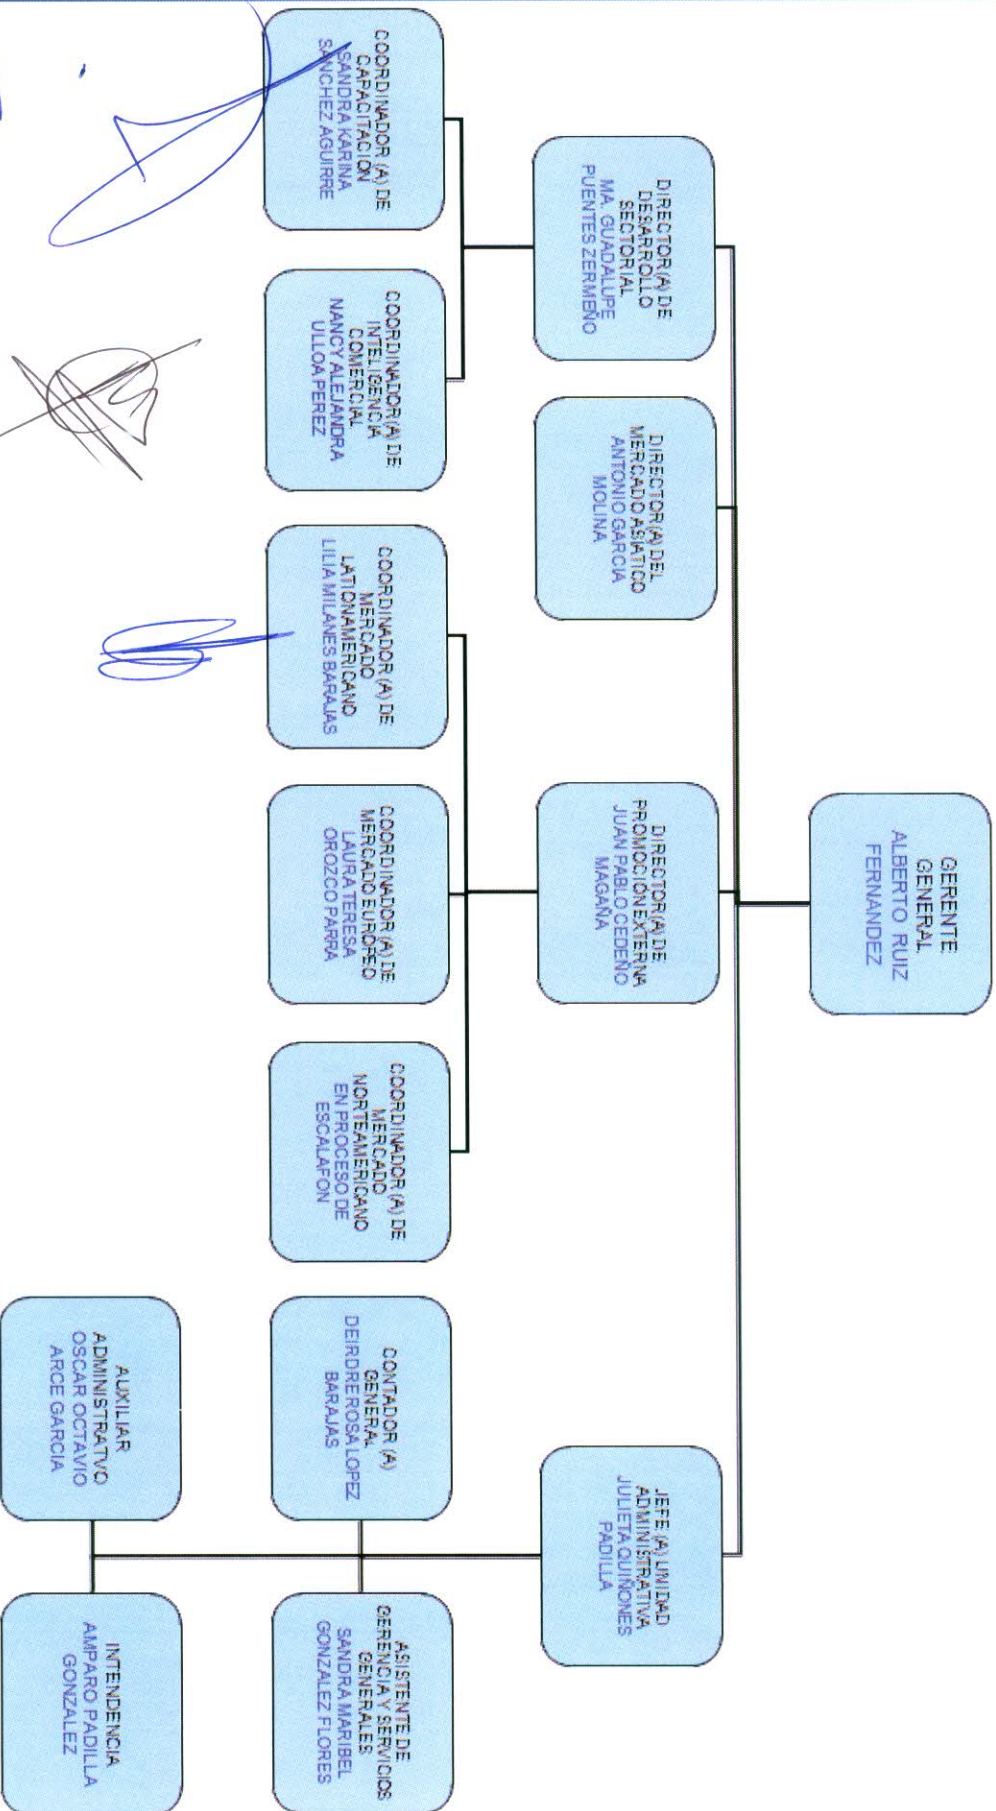 GERENTE
GENERAL
ALBERTO RUIZ
FERNANDEZ
DIRECTOR(A) DE
DESARROLLO
SECTORIAL
MA. GUADALUPE
PUENTES ZERMEÑO
DIRECTOR(A) DEL
MERCADO ASIATICO
ANTONIO GARCIA
MOLINA
DIRECTOR(A) DE
PROMOCIÓN EXTERNA
JUAN PABLO CEDEÑO
MAGAÑA
JEFE (A) UNIDAD
ADMINISTRATIVA
JULIETA QUIÑONES
PADILLA
COORDINADOR (A) DE
CAPACITACION
SANDRA KARINA
SANCHEZ AGUIRRE
COORDINADOR(A) DE
INTELIGENCIA
COMERCIAL
NANCY ALEJANDRA
ULLOA PEREZ
COORDINADOR (A) DE
MERCADO
LATIONAMERICANO
LILIA MILANES BARAJAS
COORDINADOR (A) DE
MERCADO EUROPEO
LAURA TERESA
OROZCO PARRA
COORDINADOR (A) DE
MERCADO
NORTEAMERICANO
EN PROCESO DE
ESCALAFON
CONTADOR (A)
GENERAL
DEIRDRE ROSA LOPEZ
BARAJAS
ASISTENTE DE
GERENCIA Y SERVICIOS
GENERALES
SANDRA MARIBEL
GONZALEZ FLORES
AUXILIAR
ADMINISTRATVO
OSCAR OCTAVIO
ARCE GARCIA
INTENDENCIA
AMPARO PADILLA
GONZALEZ